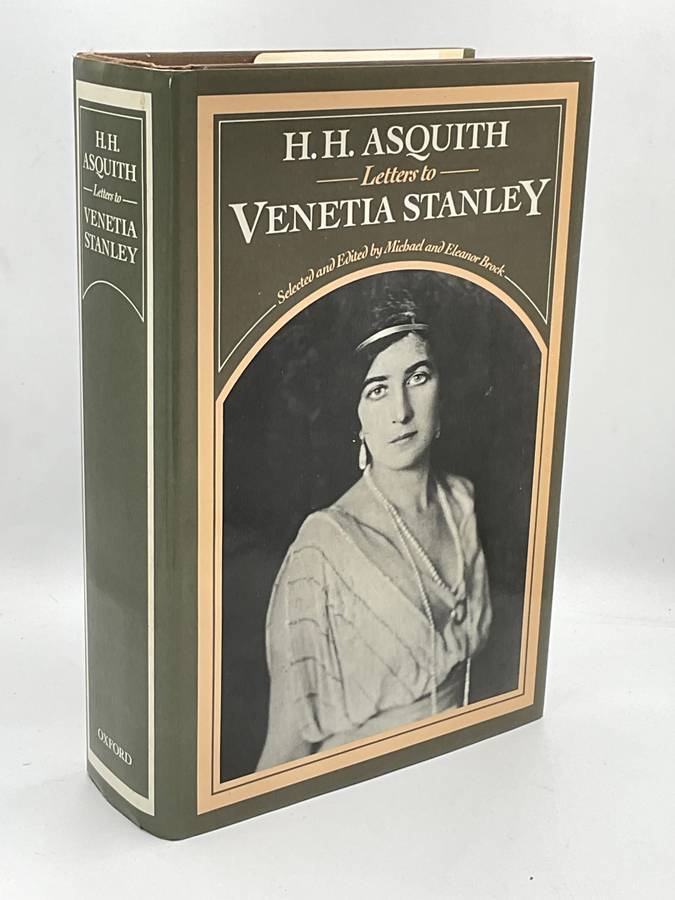 H.H.
ASQUITH
Letters to
VENETIA
STANLEY
OXFORD
H. H. ASQUITH
Letters to
VENETIA STANLEY
Selected and Edited by Michael and Eleanor Brock